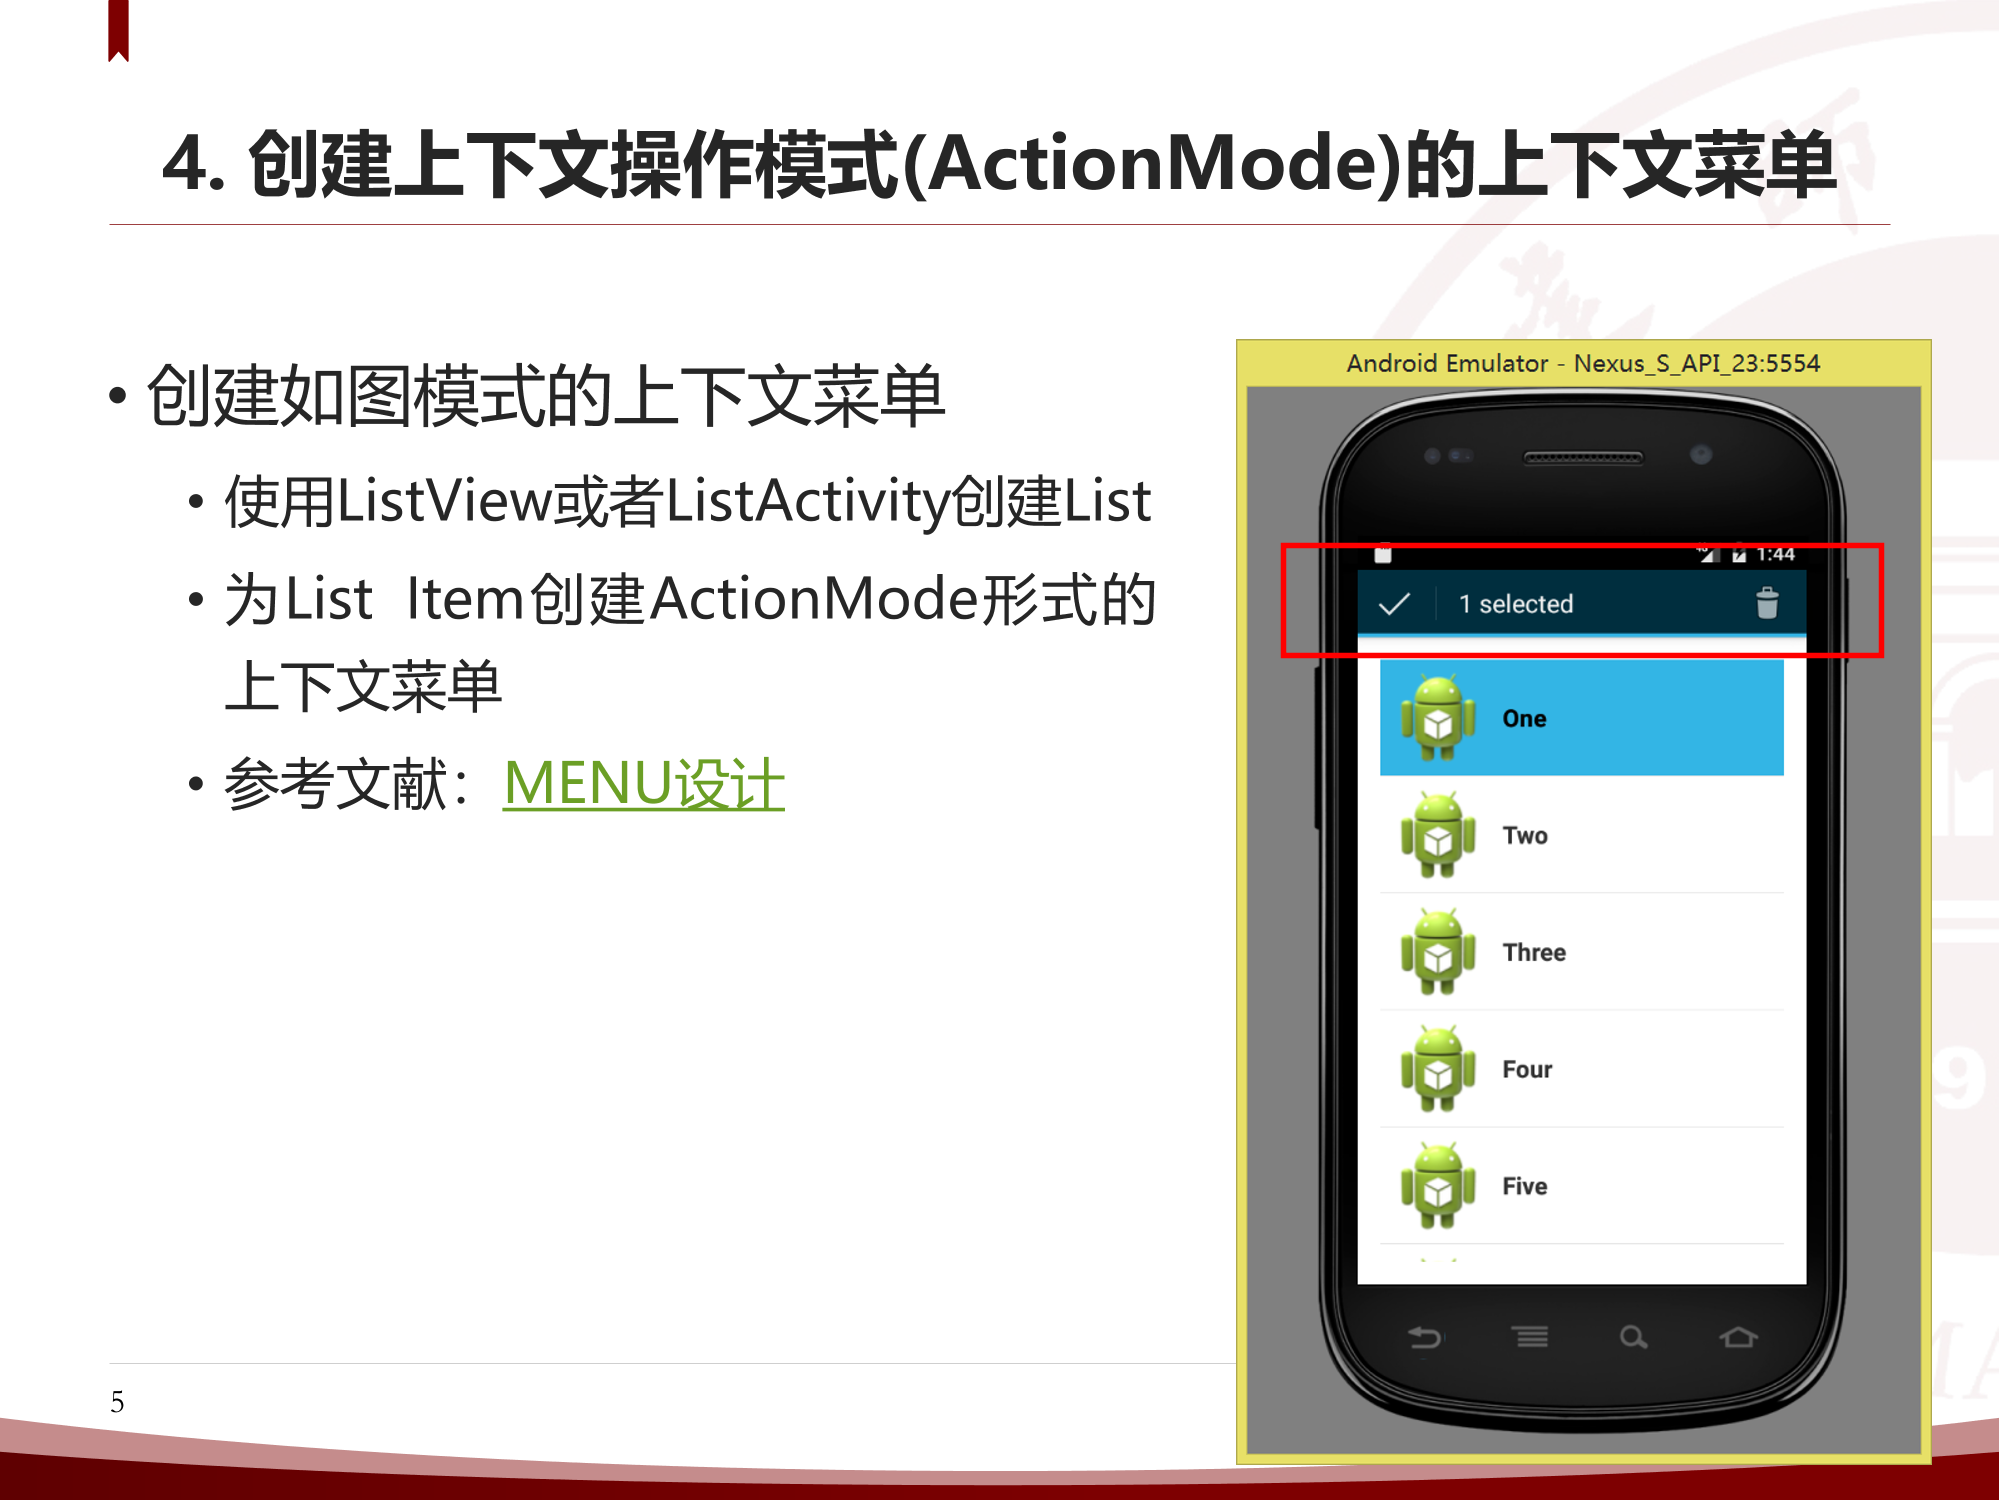 4. 创建上下文操作模式(ActionMode)的上下文菜单
• 创建如图模式的上下文菜单
• 使用ListView或者ListActivity创建List
• 为List Item创建ActionMode形式的
上下文菜单
• 参考文献：MENU设计
Android Emulator - Nexus_S_API_23:5554
1:44
1 selected
One
Two
Three
Four
Five
5